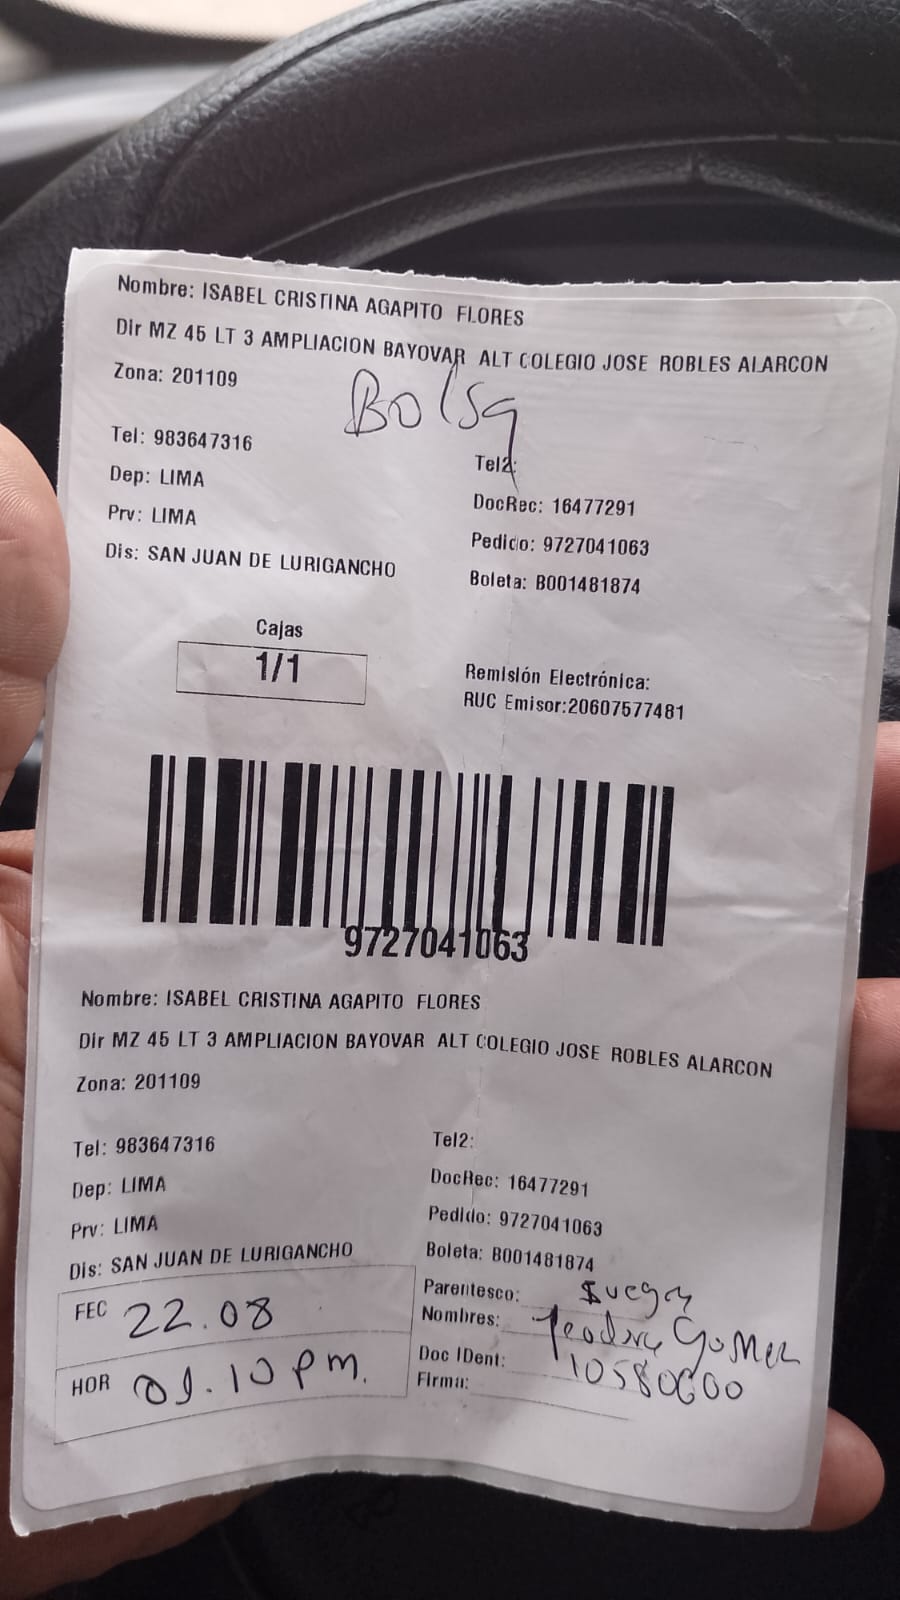 Nombre: ISABEL CRISTINA AGAPITO FLORES
Dir MZ 45 LT 3 AMPLIACION BAYOVAR ALT COLEGIO JOSE ROBLES ALARCON
Zona: 201109
Bolsa
Tel: 983647316
Tel2:
Dep: LIMA
DocRec: 16477291
Prv: LIMA
Pedido: 9727041063
Dis: SAN JUAN DE LURIGANCHO
Boleta: B001481874
Cajas
1/1
Remisión Electrónica:
RUC Emisor:20607577481
9727041063
Nombre: ISABEL CRISTINA AGAPITO FLORES
Dir MZ 45 LT 3 AMPLIACION BAYOVAR ALT COLEGIO JOSE ROBLES ALARCON
Zona: 201109
Tel: 983647316
Tel2:
Dep: LIMA
DocRec: 16477291
Prv: LIMA
Pedido: 9727041063
Dis: SAN JUAN DE LURIGANCHO
Boleta: B001481874
FEC 22.08
Parentesco: Suegra
Nombres: Gomez
HOR 01.10 pm.
Doc IDent: 10580600
Firma: